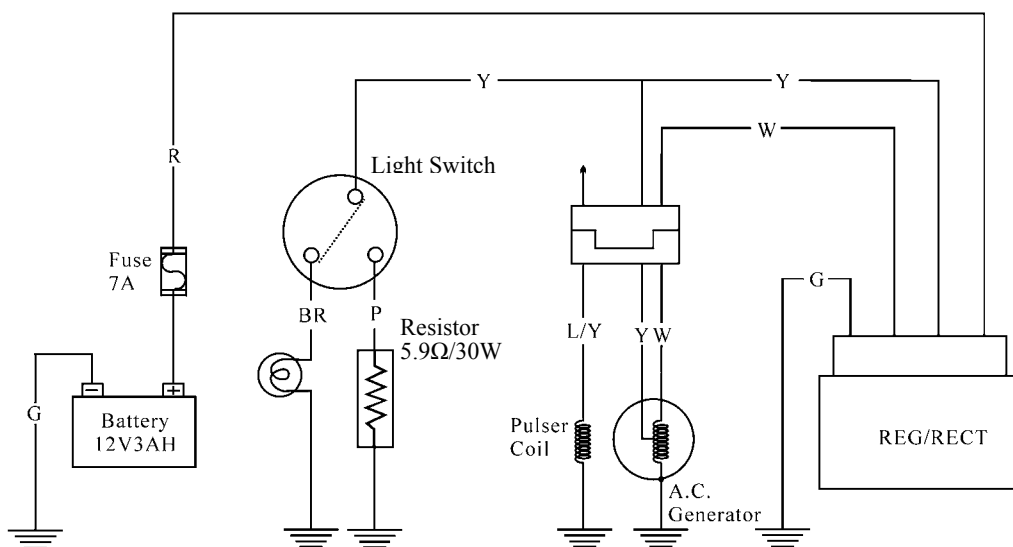 Y
Y
W
R
Light Switch
Fuse
7A
G
BR
P
L/Y
Y
W
Resistor
5.9Ω/30W
G
Battery
12V3AH
Pulser
Coil
REG/RECT
A.C.
Generator